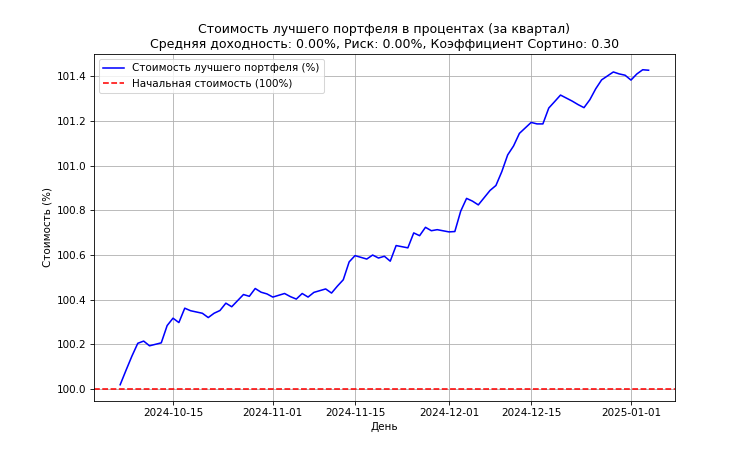 Стоимость лучшего портфеля в процентах (за квартал)
Средняя доходность: 0.00%, Риск: 0.00%, Коэффициент Сортино: 0.30
Стоимость лучшего портфеля (%)
Начальная стоимость (100%)
Стоимость (%)
101.4
101.2
101.0
100.8
100.6
100.4
100.2
100.0
2024-10-15
2024-11-01
2024-11-15
2024-12-01
2024-12-15
2025-01-01
День